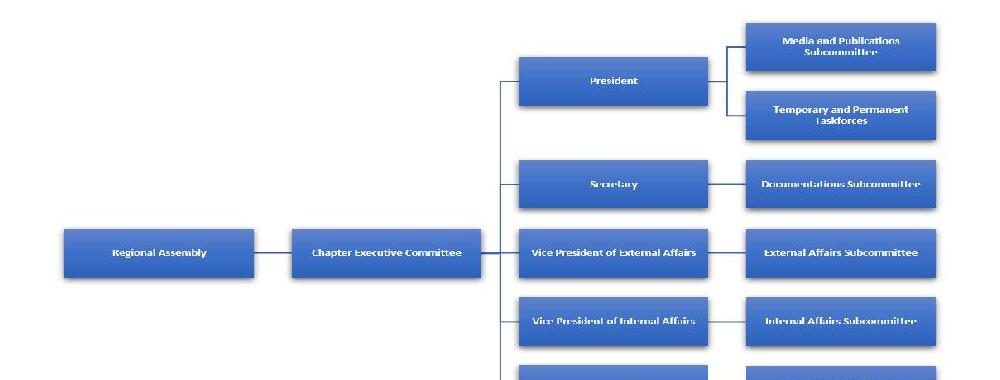 Media and Publications
Subcommittee
President
Temporary and Permanent
Taskforces
Secretary
Documentations Subcommittee
Regional Assembly
Chapter Executive Committee
Vice President of External Affairs
External Affairs Subcommittee
Vice President of Internal Affairs
Internal Affairs Subcommittee